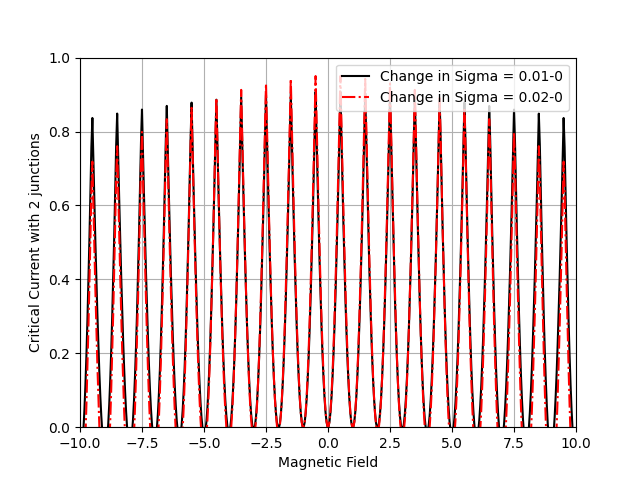 1.0
Change in Sigma = 0.01-0
Change in Sigma = 0.02-0
0.8
0.6
0.4
0.2
0.0
Critical Current with 2 junctions
−10.0 −7.5 −5.0 −2.5 0.0 2.5 5.0 7.5 10.0
Magnetic Field